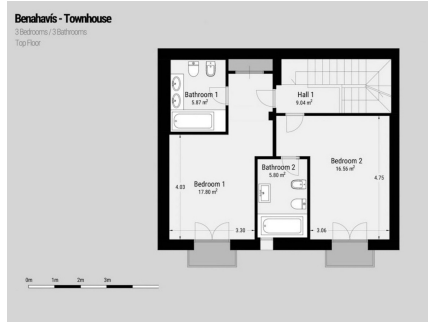 Benahavís - Townhouse
3 Bedrooms / 3 Bathrooms
Top Floor
Bathroom 1
5.87 m²
Hall 1
9.04 m²
Bathroom 2
5.80 m²
Bedroom 2
16.56 m²
4.75
4.03
Bedroom 1
17.80 m²
3.30
3.06
0m 1m 2m 3m